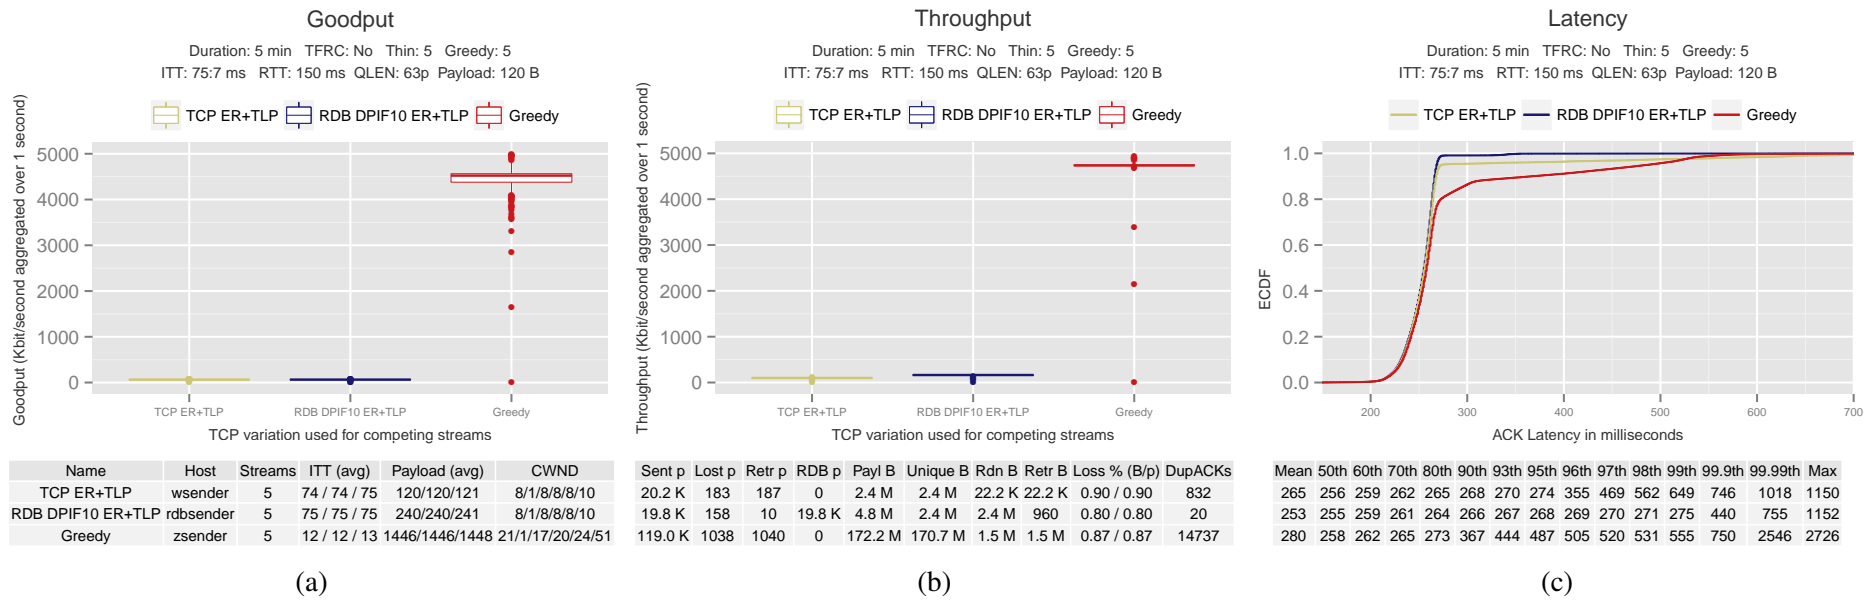 Goodput
Duration: 5 min TFRC: No Thin: 5 Greedy: 5
ITT: 75:7 ms RTT: 150 ms QLEN: 63p Payload: 120 B
TCP ER+TLP RDB DPIF10 ER+TLP Greedy
Goodput (Kbit/second aggregated over 1 second)
5000
4000
3000
2000
1000
0
TCP ER+TLP RDB DPIF10 ER+TLP Greedy
TCP variation used for competing streams
Name Host Streams ITT (avg) Payload (avg) CWND
TCP ER+TLP wsender 5 74 / 74 / 75 120/120/121 8/1/8/8/8/10
RDB DPIF10 ER+TLP rdbsender 5 75 / 75 / 75 240/240/241 8/1/8/8/8/10
Greedy zsender 5 12 / 12 / 13 1446/1446/1448 21/1/17/20/24/51
(a)
Throughput
Duration: 5 min TFRC: No Thin: 5 Greedy: 5
ITT: 75:7 ms RTT: 150 ms QLEN: 63p Payload: 120 B
TCP ER+TLP RDB DPIF10 ER+TLP Greedy
Throughput (Kbit/second aggregated over 1 second)
5000
4000
3000
2000
1000
0
TCP ER+TLP RDB DPIF10 ER+TLP Greedy
TCP variation used for competing streams
Sent p Lost p Retr p RDB p Payl B Unique B Rdn B Retr B Loss % (B/p) DupACKs
20.2 K 183 187 0 2.4 M 2.4 M 22.2 K 22.2 K 0.90 / 0.90 832
19.8 K 158 10 19.8 K 4.8 M 2.4 M 2.4 M 960 0.80 / 0.80 20
119.0 K 1038 1040 0 172.2 M 170.7 M 1.5 M 1.5 M 0.87 / 0.87 14737
(b)
Latency
Duration: 5 min TFRC: No Thin: 5 Greedy: 5
ITT: 75:7 ms RTT: 150 ms QLEN: 63p Payload: 120 B
TCP ER+TLP RDB DPIF10 ER+TLP Greedy
ECDF
1.0
0.8
0.6
0.4
0.2
0.0
200 300 400 500 600 700
ACK Latency in milliseconds
Mean 50th 60th 70th 80th 90th 93th 95th 96th 97th 98th 99th 99.9th 99.99th Max
265 256 259 262 265 268 270 274 355 469 562 649 746 1018 1150
253 255 259 261 264 266 267 268 269 270 271 275 440 755 1152
280 258 262 265 273 367 444 487 505 520 531 555 750 2546 2726
(c)